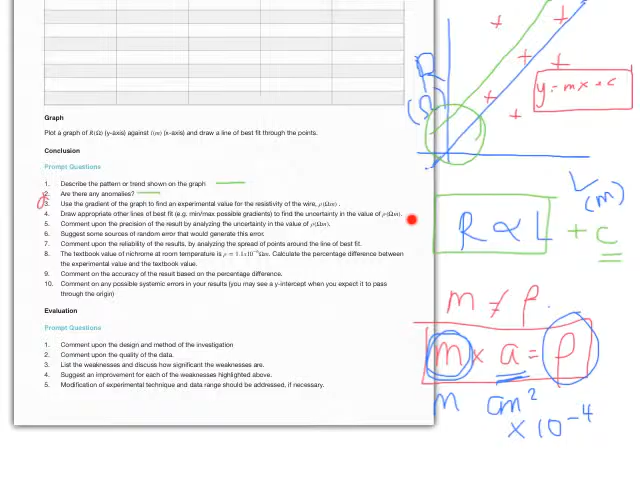 Graph
Plot a graph of R(Ω) (y-axis) against l(m) (x-axis) and draw a line of best fit through the points.
Conclusion
Prompt Questions
1. Describe the pattern or trend shown on the graph
2. Are there any anomalies?
3. Use the gradient of the graph to find an experimental value for the resistivity of the wire, ρ(Ωm) .
4. Draw appropriate other lines of best fit (e.g. min/max possible gradients) to find the uncertainty in the value of ρ(Ωm).
5. Comment upon the precision of the result by analyzing the uncertainty in the value of ρ(Ωm).
6. Suggest some sources of random error that would generate this error.
7. Comment upon the reliability of the results, by analyzing the spread of points around the line of best fit.
8. The textbook value of nichrome at room temperature is ρ = 1.1x10⁻⁶ Ωm. Calculate the percentage difference between
the experimental value and the textbook value.
9. Comment on the accuracy of the result based on the percentage difference.
10. Comment on any possible systemic errors in your results (you may see a y-intercept when you expect it to pass
through the origin)
Evaluation
Prompt Questions
1. Comment upon the design and method of the investigation
2. Comment upon the quality of the data.
3. List the weaknesses and discuss how significant the weaknesses are.
4. Suggest an improvement for each of the weaknesses highlighted above.
5. Modification of experimental technique and data range should be addressed, if necessary.
R
(Ω)
y = mx + c
L
(m)
R ∝ L + c
m ≠ ρ.
m × a = ρ
m cm²
× 10⁻⁴